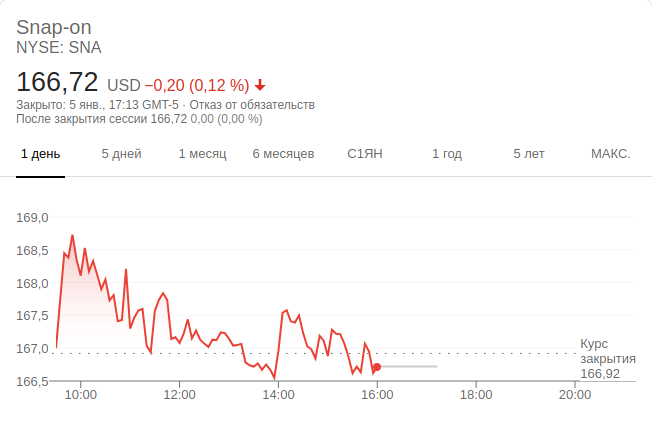 Snap-on
NYSE: SNA
166,72 USD −0,20 (0,12 %)
Закрыто: 5 янв., 17:13 GMT-5 · Отказ от обязательств
После закрытия сессии 166,72 0,00 (0,00 %)
1 день 5 дней 1 месяц 6 месяцев С1ЯН 1 год 5 лет МАКС.
169,0
168,5
168,0
167,5
167,0
166,5
Курс
закрытия
166,92
10:00 12:00 14:00 16:00 18:00 20:00